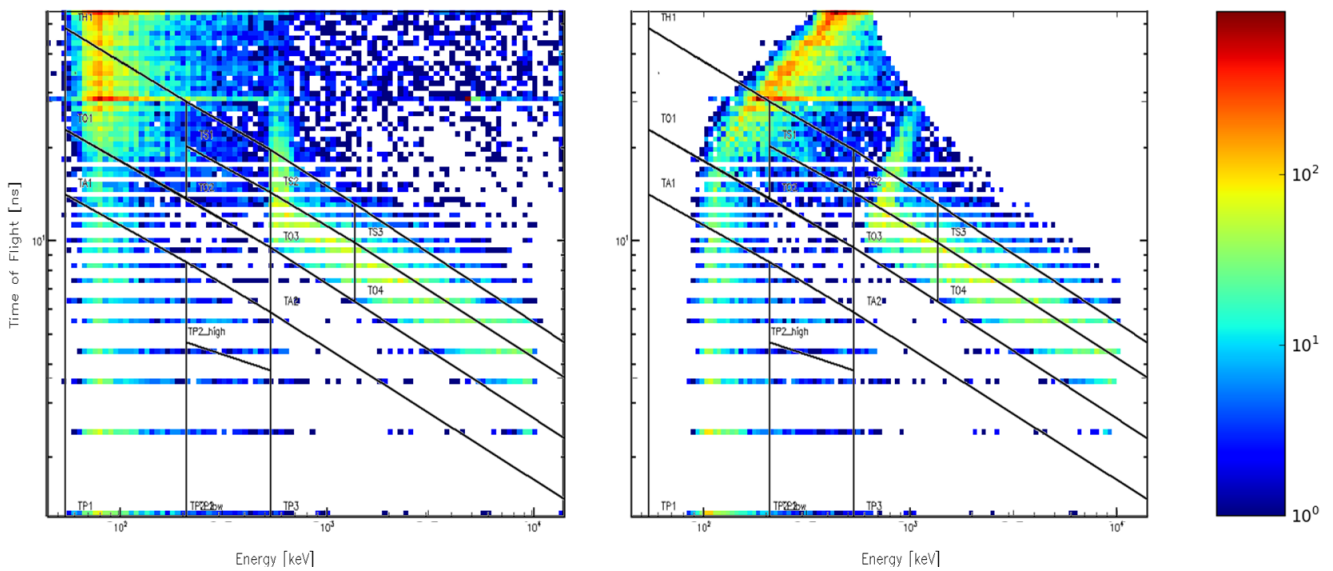 TH1
TO1
TS1
TA1
TS2
TS3
TO3
TO4
TA2
TP2_high
TP1
TP3
10¹
10²
10³
10⁴
Time of Flight [ns]
Energy [keV]
TH1
TO1
TS1
TA1
TS2
TS3
TO3
TO4
TA2
TP2_high
TP1
TP3
10¹
10²
10³
10⁴
Energy [keV]
10²
10¹
10⁰